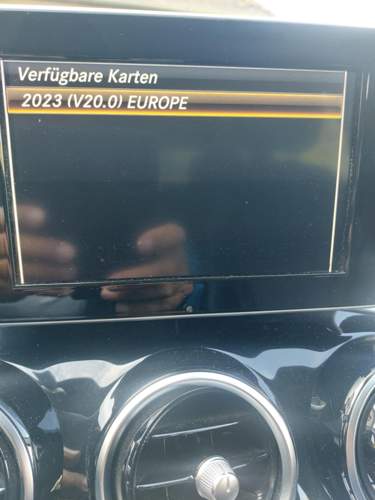 Verfügbare Karten
2023 (V20.0) EUROPE